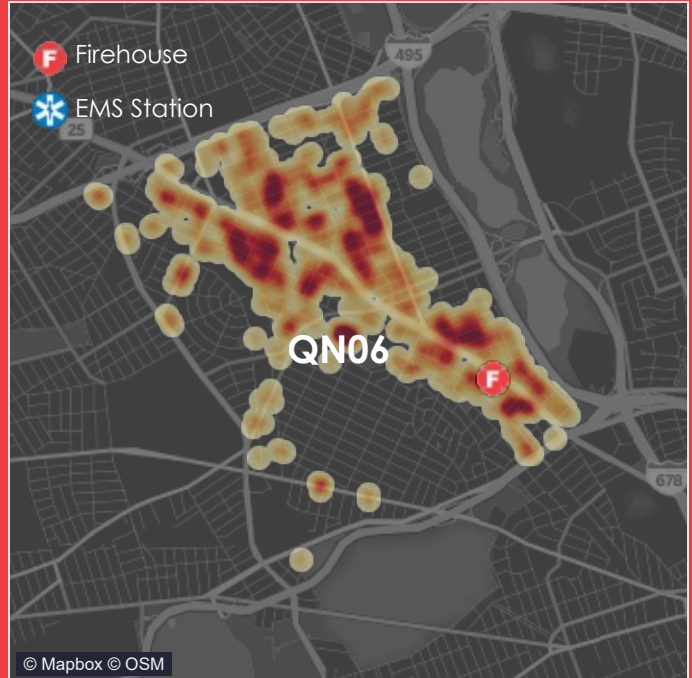 F Firehouse
EMS Station
495
25
QN06
F
678
© Mapbox © OSM